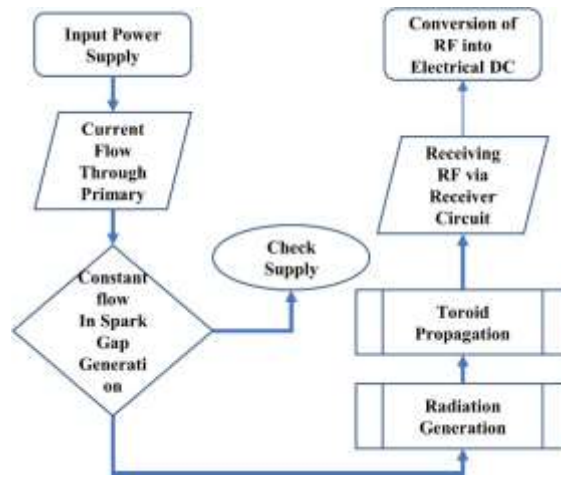 Input Power
Supply
Current
Flow
Through
Primary
Constant
flow
In Spark
Gap
Generati
on
Check
Supply
Conversion of
RF into
Electrical DC
Receiving
RF via
Receiver
Circuit
Toroid
Propagation
Radiation
Generation